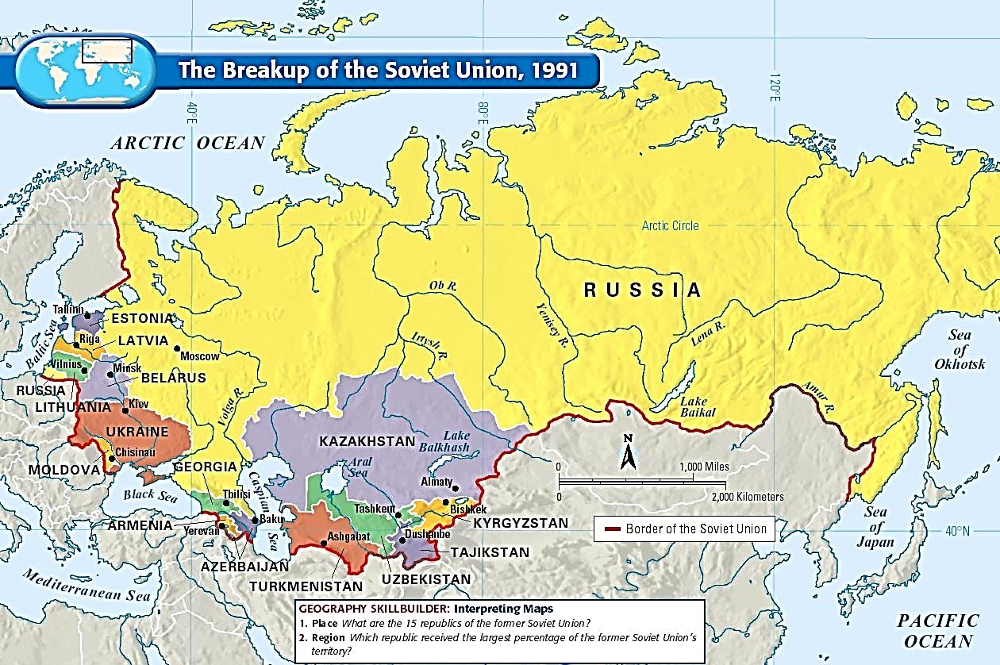 The Breakup of the Soviet Union, 1991
40°E
80°E
120°E
ARCTIC OCEAN
Arctic Circle
RUSSIA
Ob R.
Yenisey R.
Irtysh R.
Lena R.
Sea
of
Okhotsk
Tallinn
ESTONIA
Baltic Sea
Riga
LATVIA
Moscow
Vilnius
Minsk
BELARUS
RUSSIA
LITHUANIA
Kiev
Volga R.
Lake
Baikal
Amur R.
UKRAINE
KAZAKHSTAN
Lake
Balkhash
N
Chisinau
MOLDOVA
GEORGIA
Aral
Sea
Almaty
0
1,000 Miles
0
2,000 Kilometers
Black Sea
Tbilisi
Caspian
Sea
Tashkent
Bishkek
Sea
of
Japan
ARMENIA
Yerevan
Baku
KYRGYZSTAN
Border of the Soviet Union
40°N
Ashgabat
Dushanbe
TAJIKSTAN
AZERBAIJAN
TURKMENISTAN
UZBEKISTAN
Mediterranean Sea
PACIFIC
OCEAN
GEOGRAPHY SKILLBUILDER: Interpreting Maps
1. Place What are the 15 republics of the former Soviet Union?
2. Region Which republic received the largest percentage of the former Soviet Union's
territory?